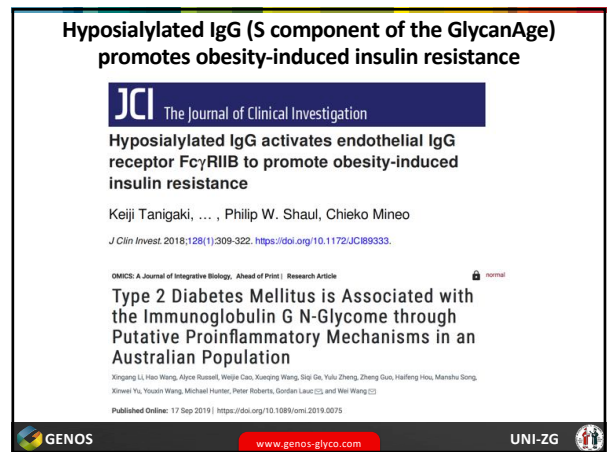 Hyposialylated IgG (S component of the GlycanAge)
promotes obesity-induced insulin resistance
JCI The Journal of Clinical Investigation
Hyposialylated IgG activates endothelial IgG
receptor FcγRIIB to promote obesity-induced
insulin resistance
Keiji Tanigaki, … , Philip W. Shaul, Chieko Mineo
J Clin Invest. 2018;128(1):309-322. https://doi.org/10.1172/JCI89333.
OMICS: A Journal of Integrative Biology, Ahead of Print | Research Article
normal
Type 2 Diabetes Mellitus is Associated with
the Immunoglobulin G N-Glycome through
Putative Proinflammatory Mechanisms in an
Australian Population
Xingang Li, Hao Wang, Alyce Russell, Weijie Cao, Xueqing Wang, Siqi Ge, Yulu Zheng, Zheng Guo, Haifeng Hou, Manshu Song,
Xinwei Yu, Youxin Wang, Michael Hunter, Peter Roberts, Gordan Lauc, and Wei Wang
Published Online: 17 Sep 2019 | https://doi.org/10.1089/omi.2019.0075
GENOS
www.genos-glyco.com
UNI-ZG